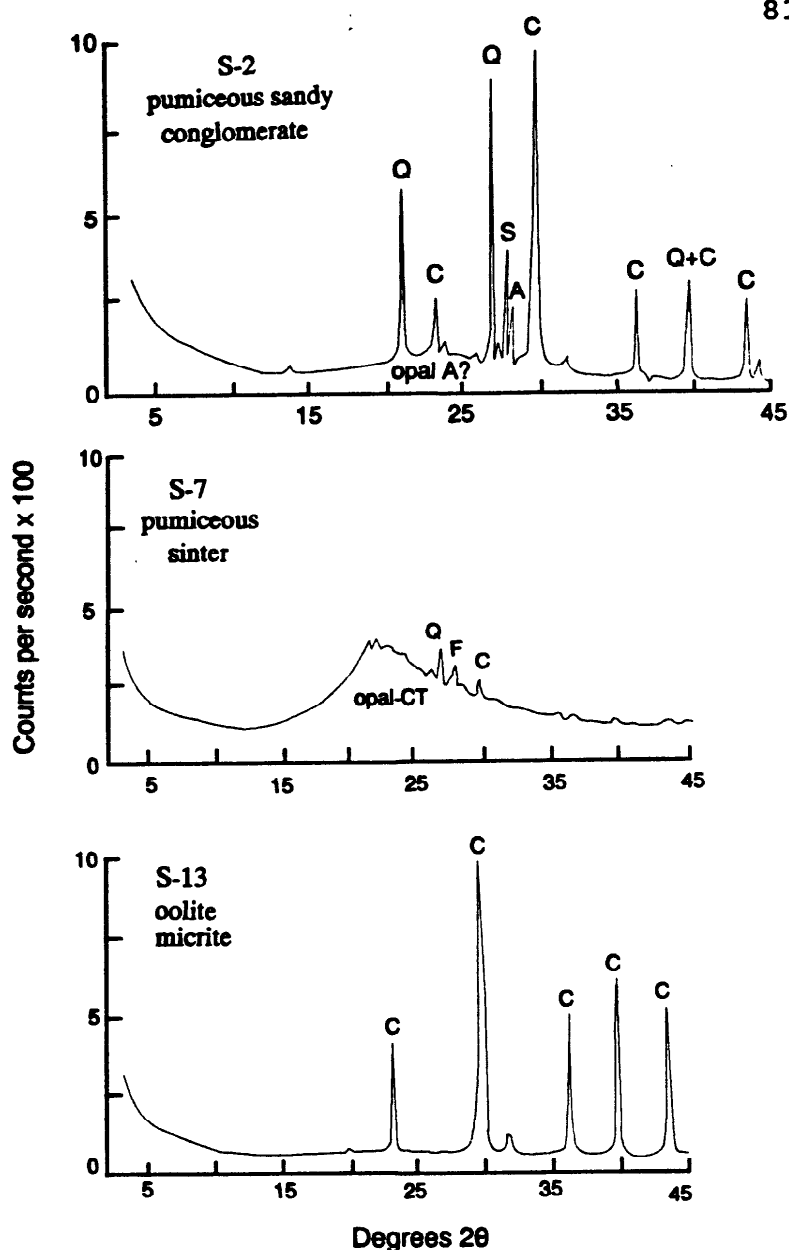 81
10
S-2
pumiceous sandy
conglomerate
Q
C
Q
S
A
C
C
Q+C
C
opal A?
5
0
5
15
25
35
45
Counts per second x 100
10
S-7
pumiceous
sinter
5
Q
F
C
opal-CT
0
5
15
25
35
45
10
S-13
oolite
micrite
5
C
C
C
C
C
0
5
15
25
35
45
Degrees 2θ